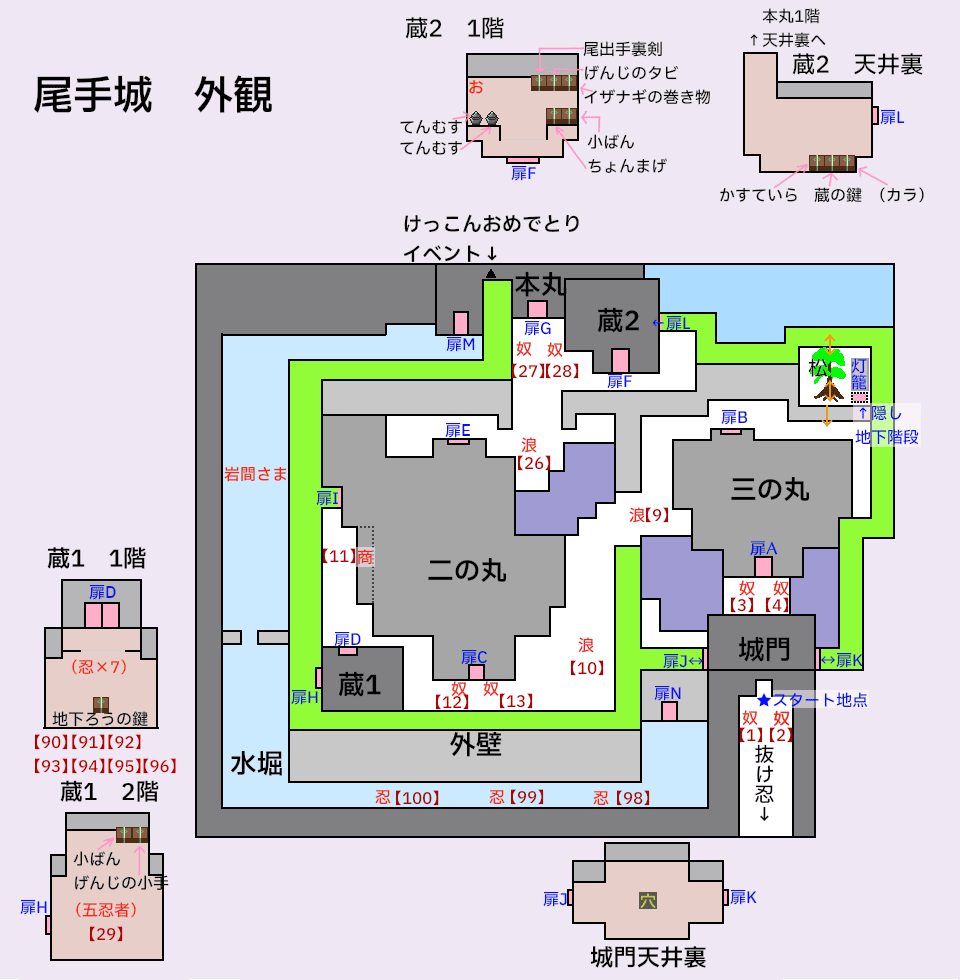 尾手城　外観
蔵2　1階
尾出手裏剣
げんじのタビ
イザナギの巻き物
お
てんむす
てんむす
小ばん
ちょんまげ
扉F
本丸1階
↑天井裏へ
蔵2　天井裏
扉L
かすていら　蔵の鍵　（カラ）
けっこんおめでとり
イベント↓
▲
本丸
扉G
扉M
蔵2
←扉L
扉F
奴　奴
【27】【28】
松
灯籠
↑隠し
地下階段
扉B
扉E
浪
【26】
岩間さま
扉I
【11】商
二の丸
三の丸
浪【9】
扉A
奴　奴
【3】【4】
城門
扉J↔
↔扉K
浪
【10】
扉D
蔵1
扉H
扉C
奴　奴
【12】【13】
扉N
★スタート地点
奴　奴
【1】【2】
抜け忍↓
外壁
水堀
忍【100】　忍【99】　忍【98】
蔵1　1階
扉D
（忍×7）
地下ろうの鍵
【90】【91】【92】
【93】【94】【95】【96】
蔵1　2階
小ばん
げんじの小手
扉H
（五忍者）
【29】
扉J
穴
扉K
城門天井裏